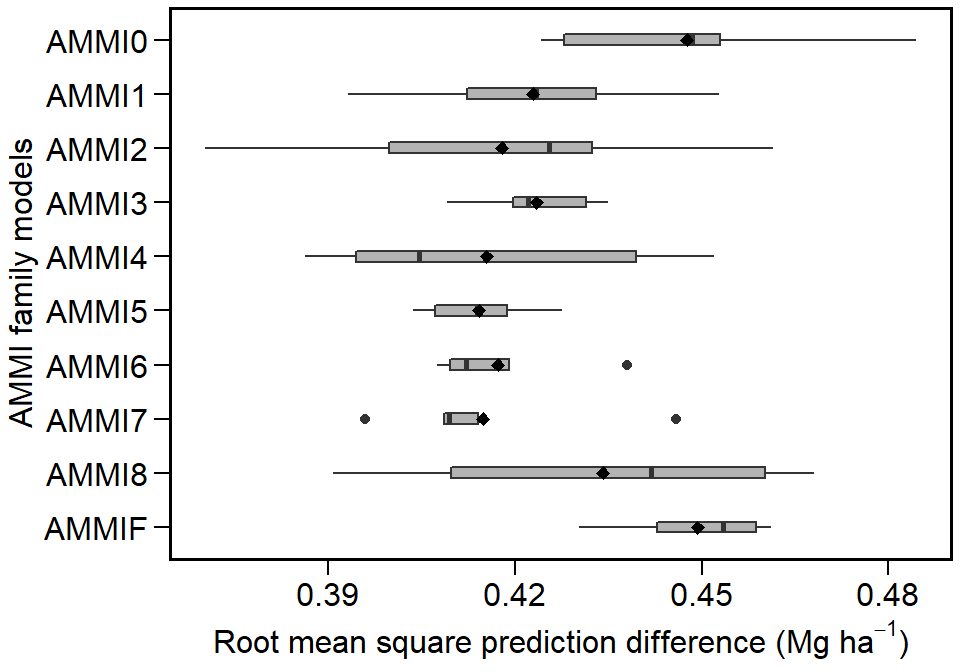 AMMI family models
AMMI0
AMMI1
AMMI2
AMMI3
AMMI4
AMMI5
AMMI6
AMMI7
AMMI8
AMMIF
0.39 0.42 0.45 0.48
Root mean square prediction difference (Mg ha⁻¹)